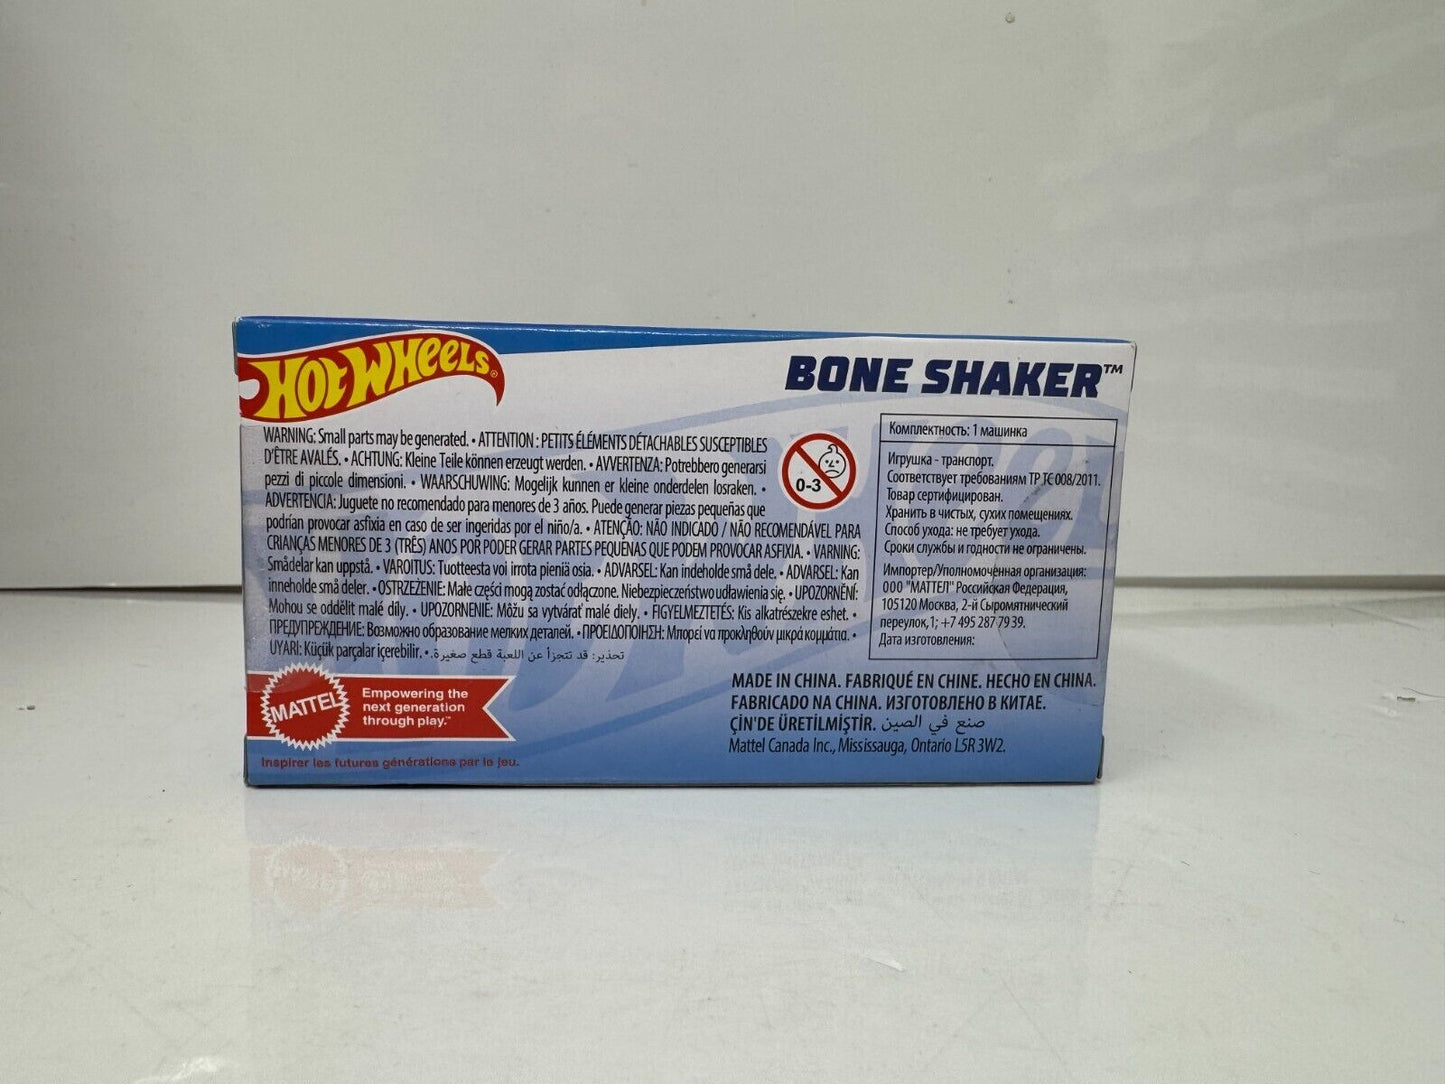 HOT WHEELS®
BONE SHAKER™
WARNING: Small parts may be generated. • ATTENTION : PETITS ÉLÉMENTS DÉTACHABLES SUSCEPTIBLES
D'ÊTRE AVALÉS. • ACHTUNG: Kleine Teile können erzeugt werden. • AVVERTENZA: Potrebbero generarsi
pezzi di piccole dimensioni. • WAARSCHUWING: Mogelijk kunnen er kleine onderdelen losraken. •
ADVERTENCIA: Juguete no recomendado para menores de 3 años. Puede generar piezas pequeñas que
podrían provocar asfixia en caso de ser ingeridas por el niño/a. • ATENÇÃO: NÃO INDICADO / NÃO RECOMENDÁVEL PARA
CRIANÇAS MENORES DE 3 (TRÊS) ANOS POR PODER GERAR PARTES PEQUENAS QUE PODEM PROVOCAR ASFIXIA. • VARNING:
Smådelar kan uppstå. • VAROITUS: Tuotteesta voi irrota pieniä osia. • ADVARSEL: Kan indeholde små dele. • ADVARSEL: Kan
inneholde små deler. • OSTRZEŻENIE: Małe części mogą zostać odłączone. Niebezpieczeństwo udławienia się. • UPOZORNĚNÍ:
Mohou se oddělit malé díly. • UPOZORNENIE: Môžu sa vytvárať malé diely. • FIGYELMEZTETÉS: Kis alkatrészekre eshet. •
ПРЕДУПРЕЖДЕНИЕ: Возможно образование мелких деталей. • ΠΡΟΕΙΔΟΠΟΙΗΣΗ: Μπορεί να προκληθούν μικρά κομμάτια. •
UYARI: Küçük parçalar içerebilir. • تحذير: قد تتجزأ عن اللعبة قطع صغيرة.
0-3
Комплектность: 1 машинка
Игрушка - транспорт.
Соответствует требованиям ТР ТС 008/2011.
Товар сертифицирован.
Хранить в чистых, сухих помещениях.
Способ ухода: не требует ухода.
Сроки службы и годности не ограничены.
Импортер/Уполномоченная организация:
ООО "МАТТЕЛ" Российская Федерация,
105120 Москва, 2-й Сыромятнический
переулок,1; +7 495 287 79 39.
Дата изготовления:
MATTEL
Empowering the
next generation
through play.™
Inspirer les futures générations par le jeu.
MADE IN CHINA. FABRIQUÉ EN CHINE. HECHO EN CHINA.
FABRICADO NA CHINA. ИЗГОТОВЛЕНО В КИТАЕ.
ÇİN'DE ÜRETİLMİŞTİR. صنع في الصين
Mattel Canada Inc., Mississauga, Ontario L5R 3W2.